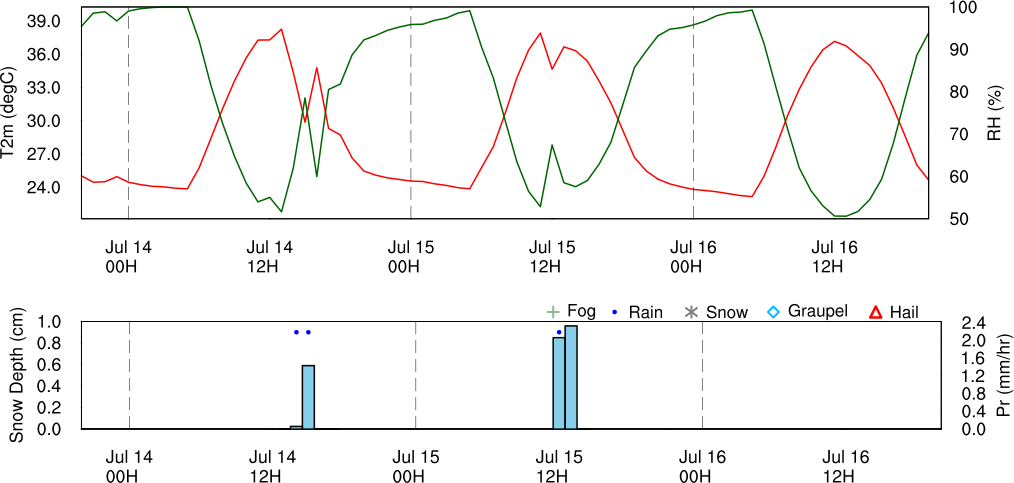 39.0
36.0
33.0
30.0
27.0
24.0
T2m (degC)
100
90
80
70
60
50
RH (%)
Jul 14 Jul 14 Jul 15 Jul 15 Jul 16 Jul 16
00H 12H 00H 12H 00H 12H
Fog Rain Snow Graupel Hail
1.0
0.8
0.6
0.4
0.2
0.0
Snow Depth (cm)
2.4
2.0
1.6
1.2
0.8
0.4
0.0
Pr (mm/hr)
Jul 14 Jul 14 Jul 15 Jul 15 Jul 16 Jul 16
00H 12H 00H 12H 00H 12H